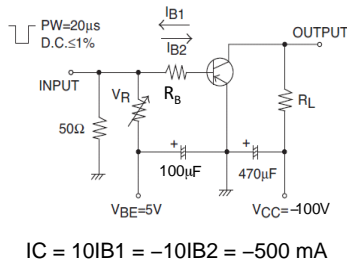 PW=20μs
D.C.≤1%
IB1
IB2
OUTPUT
INPUT
VR
RB
RL
50Ω
+
+
100μF
470μF
VBE=5V
VCC=-100V
IC = 10IB1 = −10IB2 = −500 mA